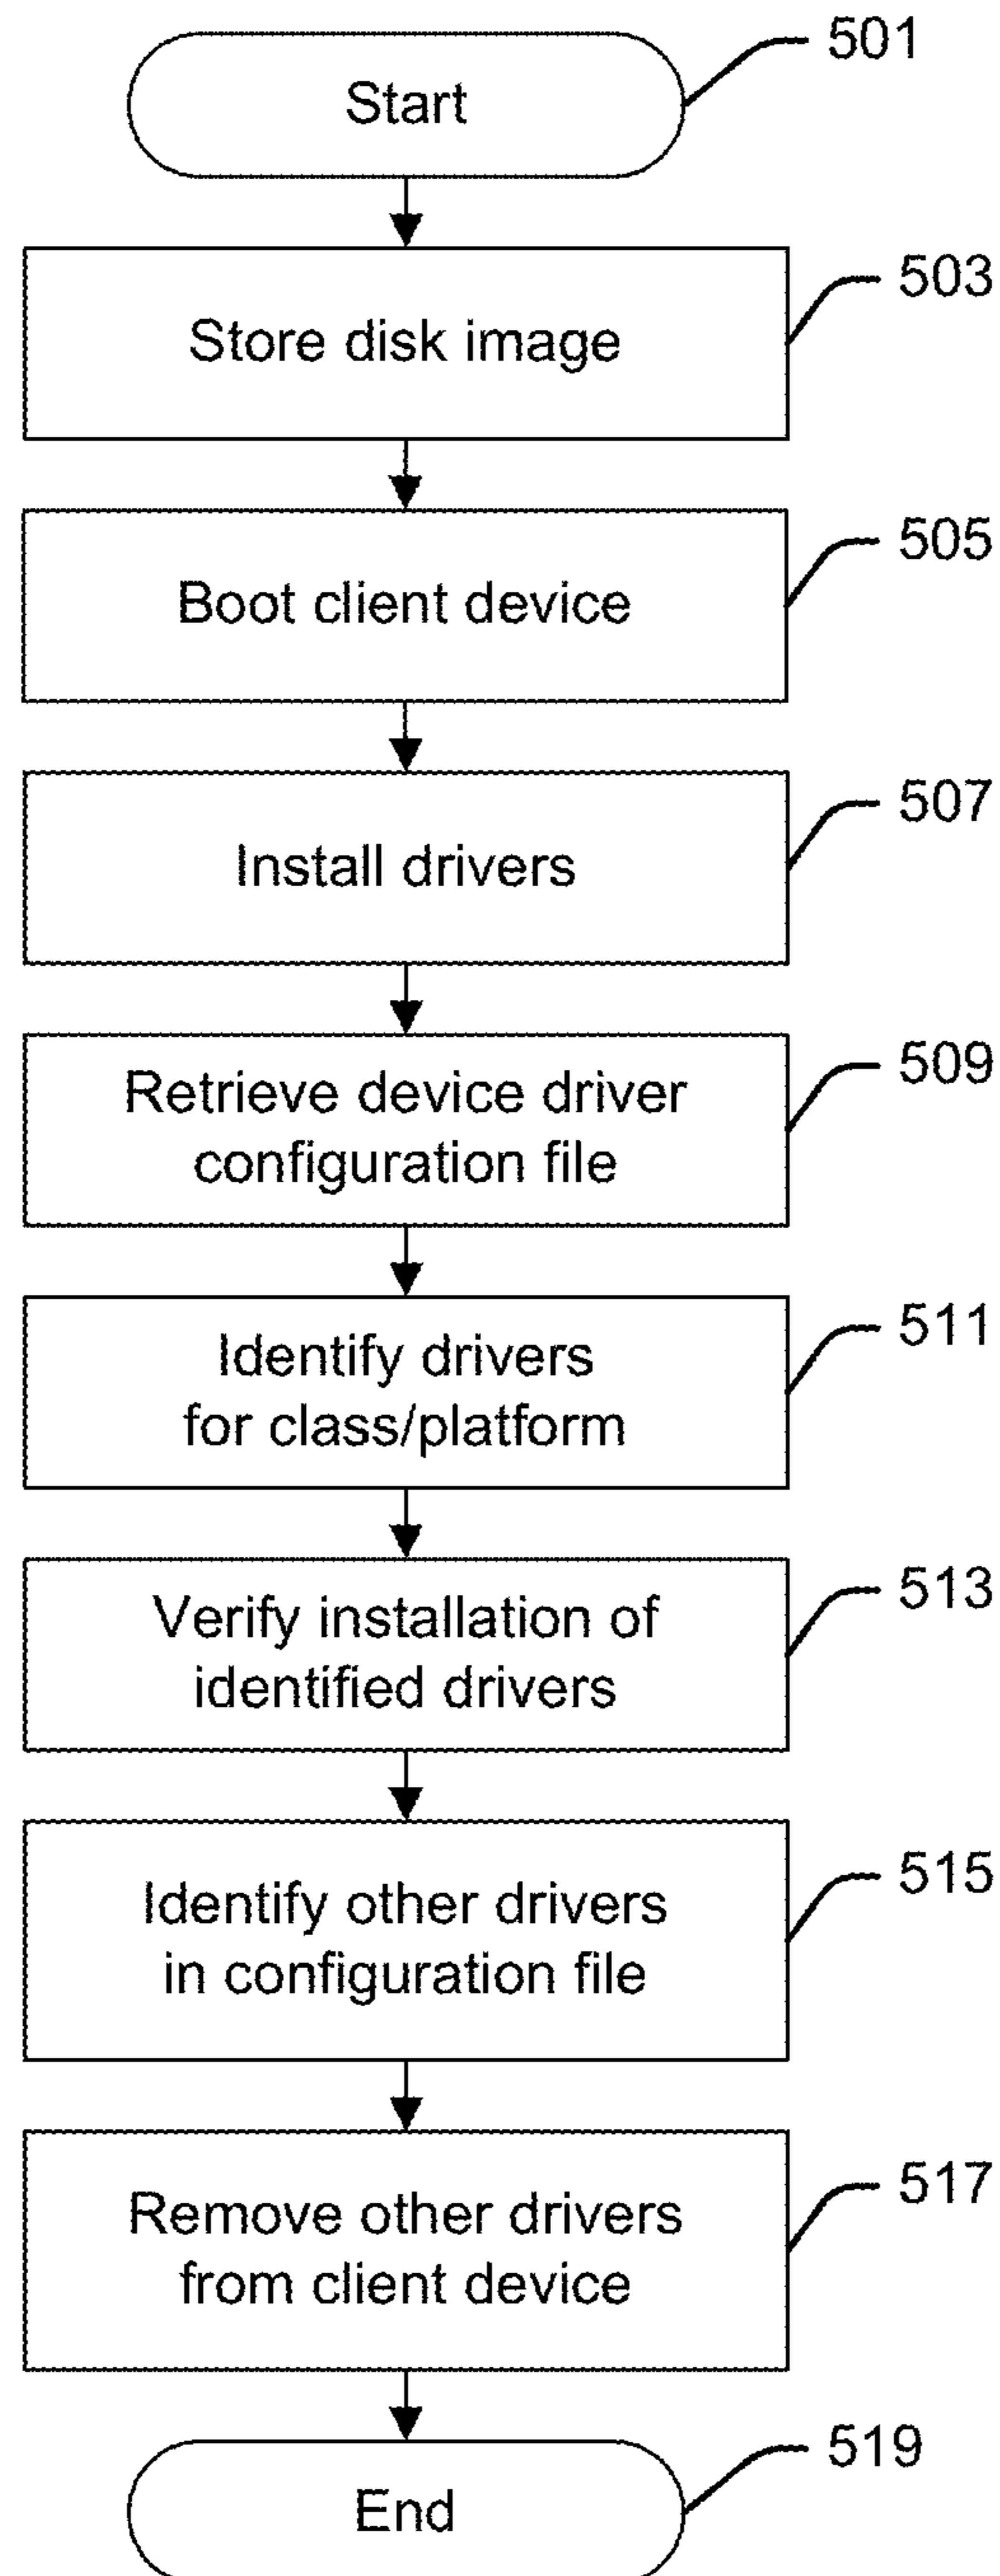 Start
501
Store disk image
503
Boot client device
505
Install drivers
507
Retrieve device driver
configuration file
509
Identify drivers
for class/platform
511
Verify installation of
identified drivers
513
Identify other drivers
in configuration file
515
Remove other drivers
from client device
517
End
519